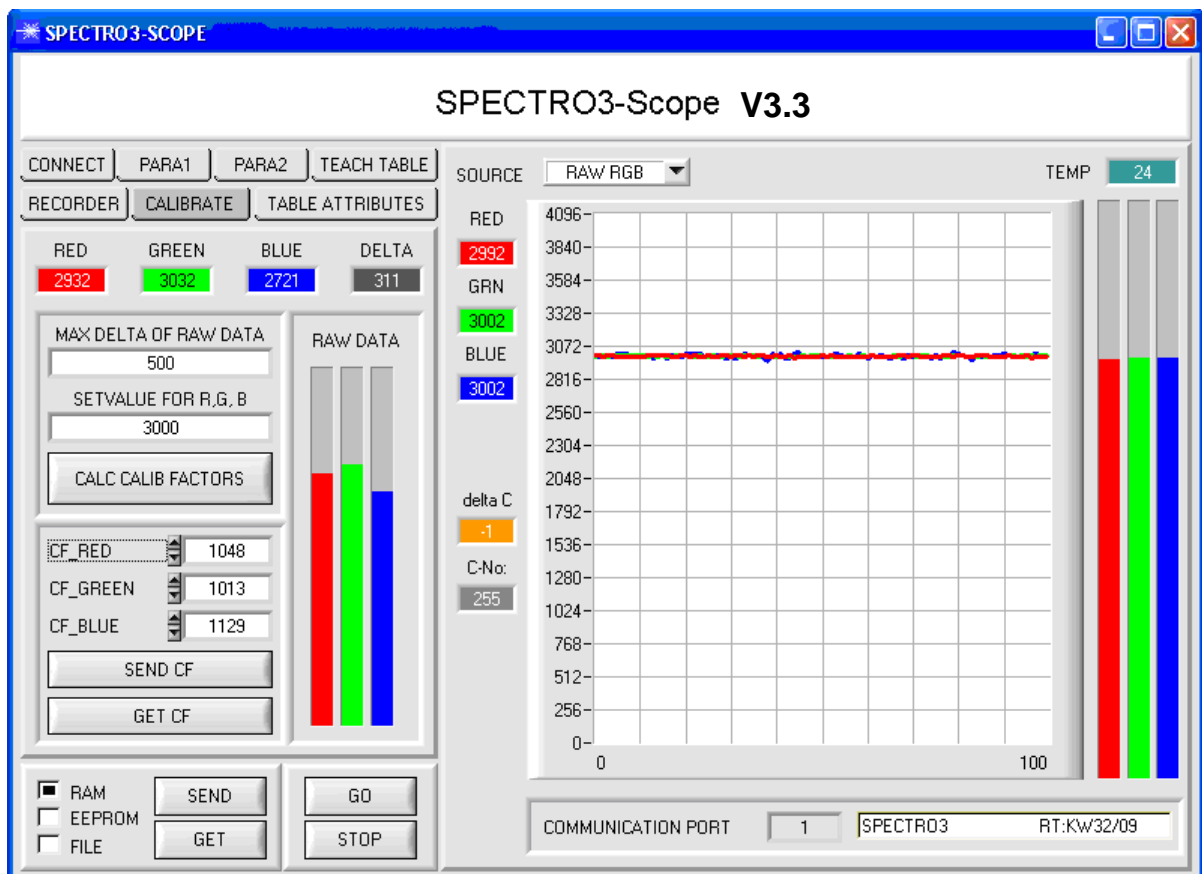 SPECTRO3-SCOPE
SPECTRO3-Scope V3.3
CONNECT PARA1 PARA2 TEACH TABLE
RECORDER CALIBRATE TABLE ATTRIBUTES
RED GREEN BLUE DELTA
2932 3032 2721 311
MAX DELTA OF RAW DATA
500
SETVALUE FOR R,G, B
3000
CALC CALIB FACTORS
RAW DATA
CF_RED 1048
CF_GREEN 1013
CF_BLUE 1129
SEND CF
GET CF
RAM
EEPROM
FILE
SEND
GET
GO
STOP
SOURCE RAW RGB
TEMP 24
RED
2992
GRN
3002
BLUE
3002
delta C
-1
C-No:
255
4096
3840
3584
3328
3072
2816
2560
2304
2048
1792
1536
1280
1024
768
512
256
0
0 100
COMMUNICATION PORT 1 SPECTRO3 RT:KW32/09